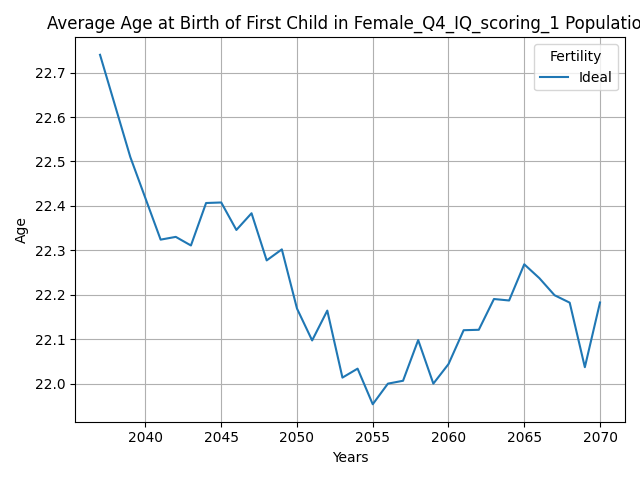 Average Age at Birth of First Child in Female_Q4_IQ_scoring_1 Populatio
Fertility
Ideal
22.7
22.6
22.5
22.4
22.3
22.2
22.1
22.0
Age
2040 2045 2050 2055 2060 2065 2070
Years